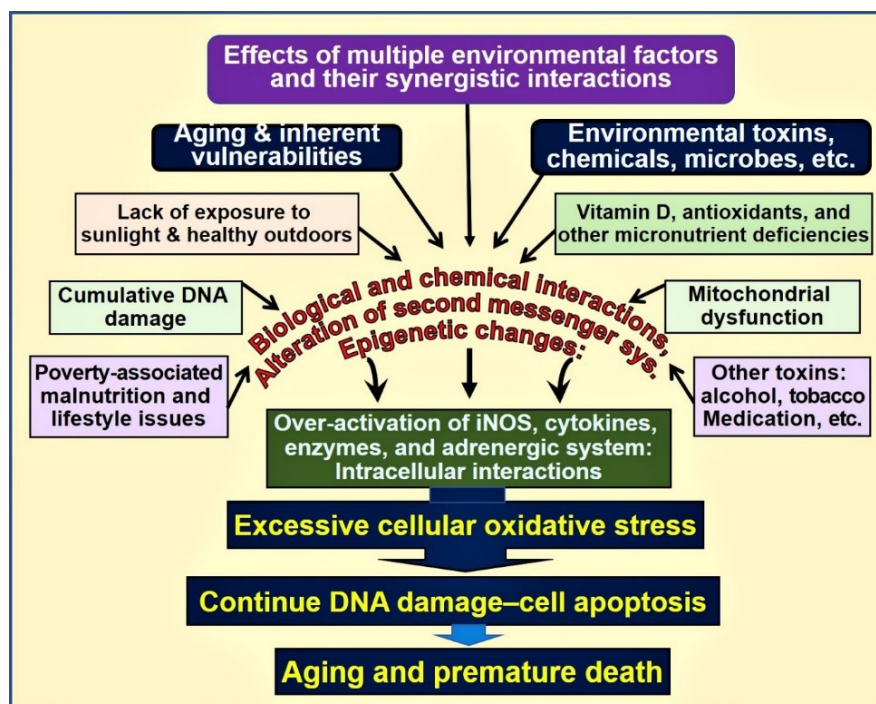 Effects of multiple environmental factors
and their synergistic interactions
Aging & inherent
vulnerabilities
Environmental toxins,
chemicals, microbes, etc.
Lack of exposure to
sunlight & healthy outdoors
Vitamin D, antioxidants, and
other micronutrient deficiencies
Cumulative DNA
damage
Biological and chemical interactions,
Alteration of second messenger sys.
Epigenetic changes:
Mitochondrial
dysfunction
Poverty-associated
malnutrition and
lifestyle issues
Other toxins:
alcohol, tobacco
Medication, etc.
Over-activation of iNOS, cytokines,
enzymes, and adrenergic system:
Intracellular interactions
Excessive cellular oxidative stress
Continue DNA damage–cell apoptosis
Aging and premature death